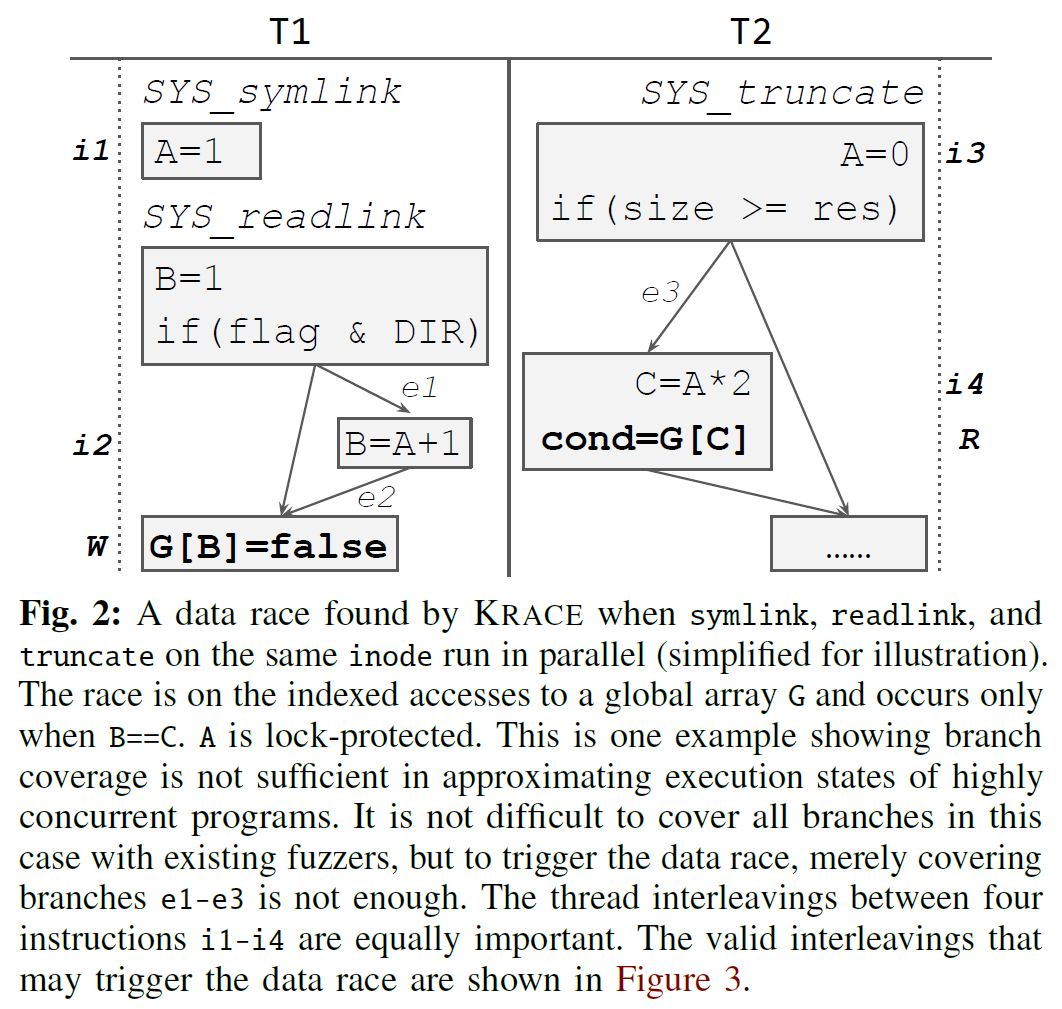 T1 T2
SYS_symlink SYS_truncate
i1 A=1 A=0 i3
SYS_readlink if(size >= res)
B=1
if(flag & DIR) e3
e1 C=A*2 i4
i2 B=A+1 cond=G[C] R
e2
W G[B]=false ......
Fig. 2: A data race found by KRACE when symlink, readlink, and
truncate on the same inode run in parallel (simplified for illustration).
The race is on the indexed accesses to a global array G and occurs only
when B==C. A is lock-protected. This is one example showing branch
coverage is not sufficient in approximating execution states of highly
concurrent programs. It is not difficult to cover all branches in this
case with existing fuzzers, but to trigger the data race, merely covering
branches e1-e3 is not enough. The thread interleavings between four
instructions i1-i4 are equally important. The valid interleavings that
may trigger the data race are shown in Figure 3.